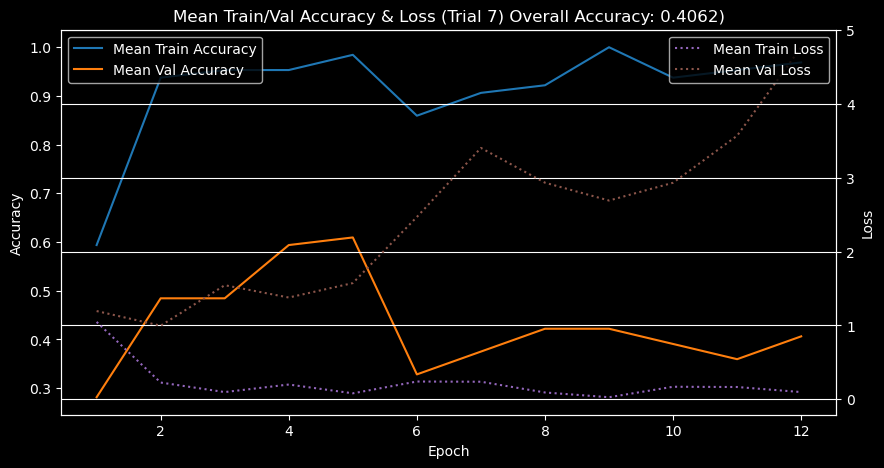 Mean Train/Val Accuracy & Loss (Trial 7) Overall Accuracy: 0.4062)
Mean Train Accuracy
Mean Val Accuracy
Mean Train Loss
Mean Val Loss
Accuracy
1.0
0.9
0.8
0.7
0.6
0.5
0.4
0.3
5
4
3
2
1
0
Loss
2 4 6 8 10 12
Epoch